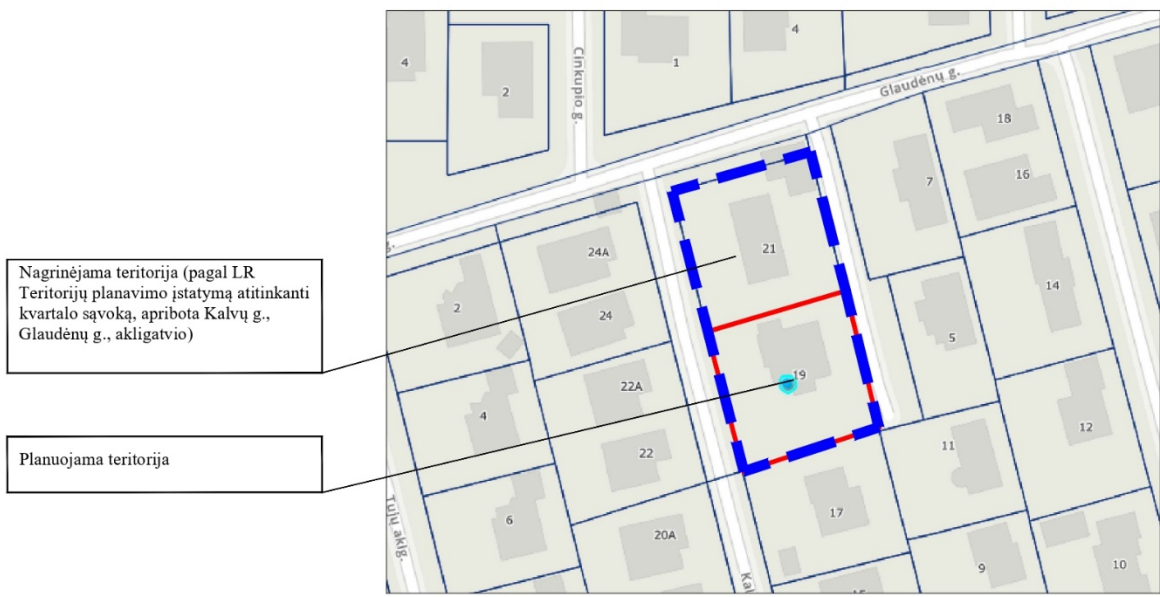 4
2
Cinkupio g.
1
4
Glaudėnų g.
18
16
7
21
24A
24
2
g.
Nagrinėjama teritorija (pagal LR
Teritorijų planavimo įstatymą atitinkanti
kvartalo sąvoką, apribota Kalvų g.,
Glaudėnų g., akligatvio)
14
5
19
22A
4
22
12
11
17
Planuojama teritorija
6
Tujų aklg.
20A
Kal
9
10